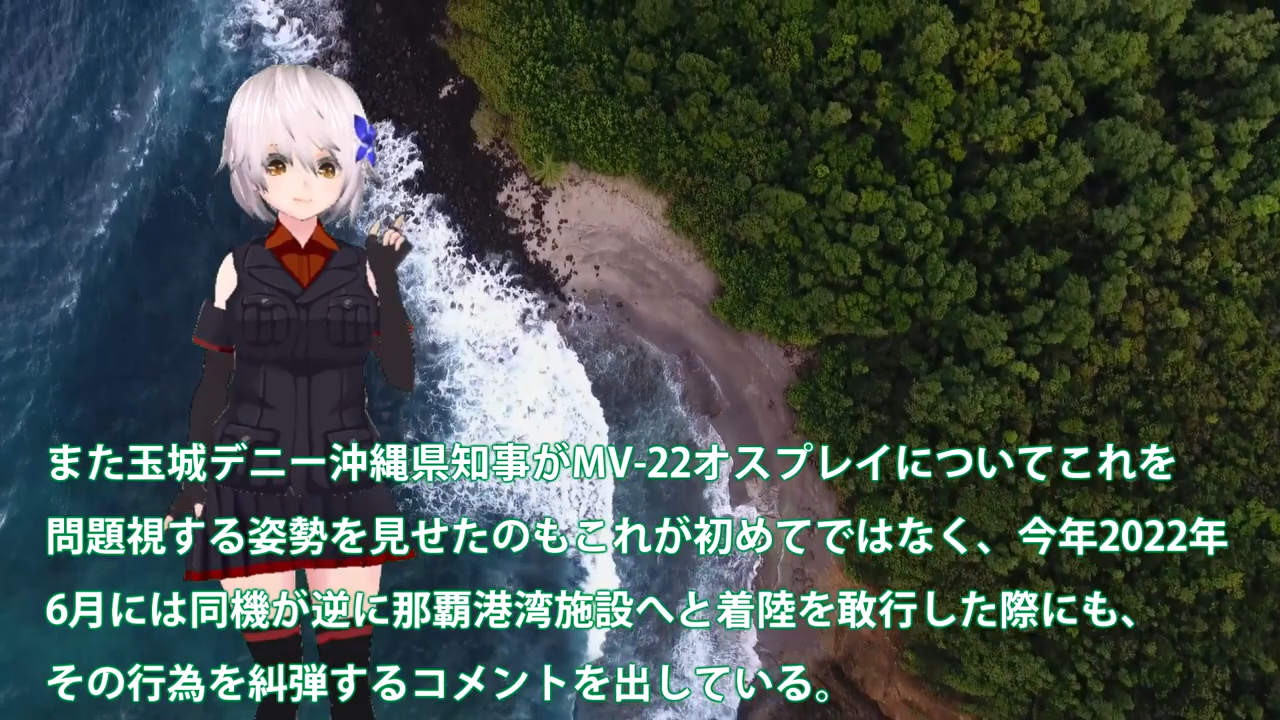 また玉城デニー沖縄県知事がMV-22オスプレイについてこれを
問題視する姿勢を見せたのもこれが初めてではなく、今年2022年
6月には同機が逆に那覇港湾施設へと着陸を敢行した際にも、
その行為を糾弾するコメントを出している。